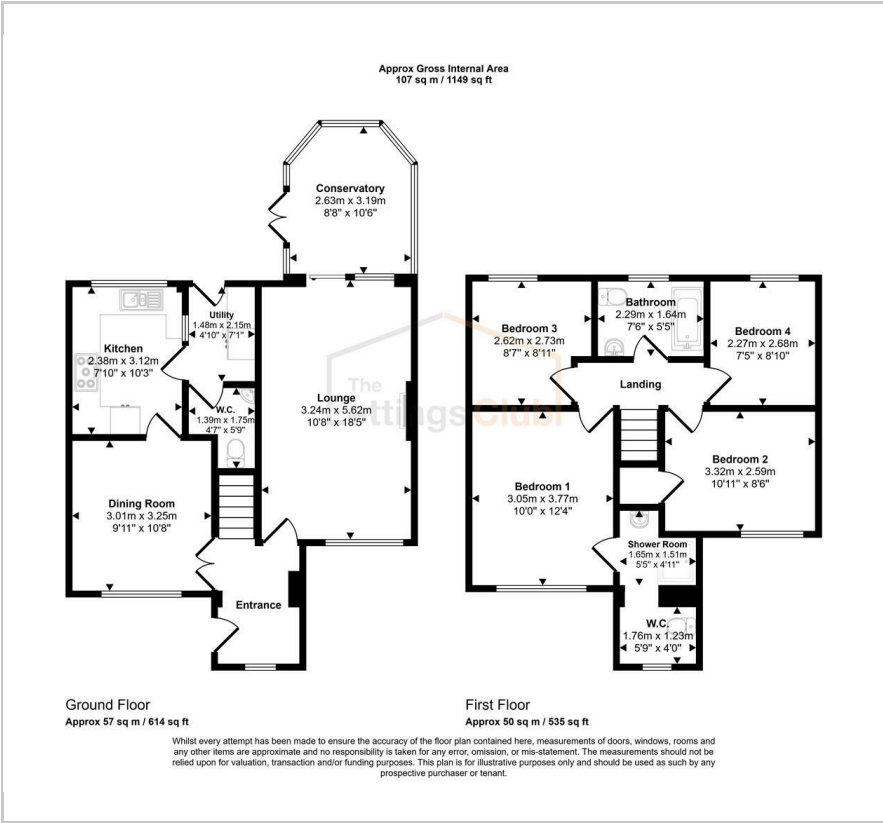 Approx Gross Internal Area
107 sq m / 1149 sq ft
Conservatory
2.63m x 3.19m
8'8" x 10'6"
Utility
1.48m x 2.15m
4'10" x 7'1"
Kitchen
2.38m x 3.12m
7'10" x 10'3"
W.C.
1.39m x 1.75m
4'7" x 5'9"
Lounge
3.24m x 5.62m
10'8" x 18'5"
Dining Room
3.01m x 3.25m
9'11" x 10'8"
Entrance
Bedroom 3
2.62m x 2.73m
8'7" x 8'11"
Bathroom
2.29m x 1.64m
7'6" x 5'5"
Bedroom 4
2.27m x 2.68m
7'5" x 8'10"
Landing
Bedroom 1
3.05m x 3.77m
10'0" x 12'4"
Bedroom 2
3.32m x 2.59m
10'11" x 8'6"
Shower Room
1.65m x 1.51m
5'5" x 4'11"
W.C.
1.76m x 1.23m
5'9" x 4'0"
The
ttingsClub
Ground Floor
Approx 57 sq m / 614 sq ft
First Floor
Approx 50 sq m / 535 sq ft
Whilst every attempt has been made to ensure the accuracy of the floor plan contained here, measurements of doors, windows, rooms and
any other items are approximate and no responsibility is taken for any error, omission, or mis-statement. The measurements should not be
relied upon for valuation, transaction and/or funding purposes. This plan is for illustrative purposes only and should be used as such by any
prospective purchaser or tenant.